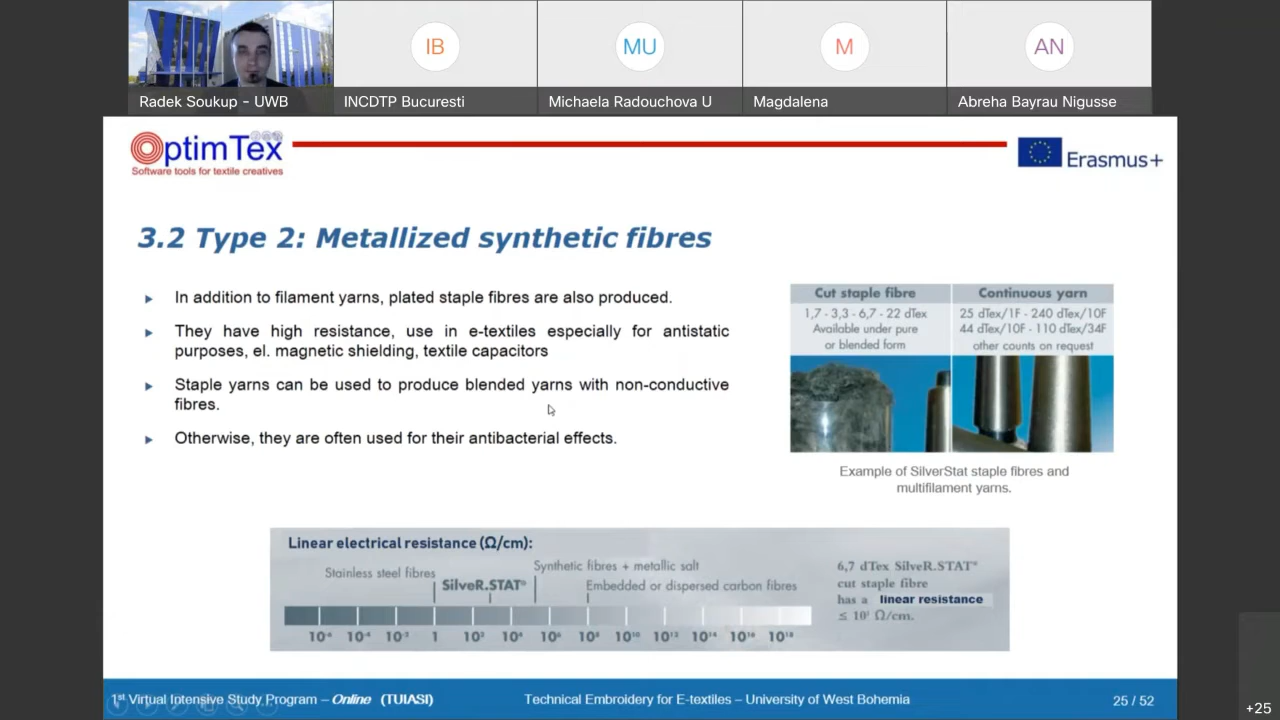 IB
MU
M
AN
Radek Soukup - UWB
INCDTP Bucuresti
Michaela Radouchova U
Magdalena
Abreha Bayrau Nigusse
OptimTex
Software tools for textile creatives
Erasmus+
3.2 Type 2: Metallized synthetic fibres
In addition to filament yarns, plated staple fibres are also produced.
They have high resistance, use in e-textiles especially for antistatic
purposes, el. magnetic shielding, textile capacitors
Staple yarns can be used to produce blended yarns with non-conductive
fibres.
Otherwise, they are often used for their antibacterial effects.
Cut staple fibre
1,7 - 3,3 - 6,7 - 22 dTex
Available under pure
or blended form
Continuous yarn
25 dTex/1F - 240 dTex/10F
44 dTex/10F - 110 dTex/34F
other counts on request
Example of SilverStat staple fibres and
multifilament yarns.
Linear electrical resistance (Ω/cm):
Stainless steel fibres
SilveR.STAT®
Synthetic fibres + metallic salt
Embedded or dispersed carbon fibres
1
6,7 dTex SilveR.STAT®
cut staple fibre
has a linear resistance
Ω/cm.
1st Virtual Intensive Study Program – Online (TUIASI)
Technical Embroidery for E-textiles – University of West Bohemia
25 / 52
+25